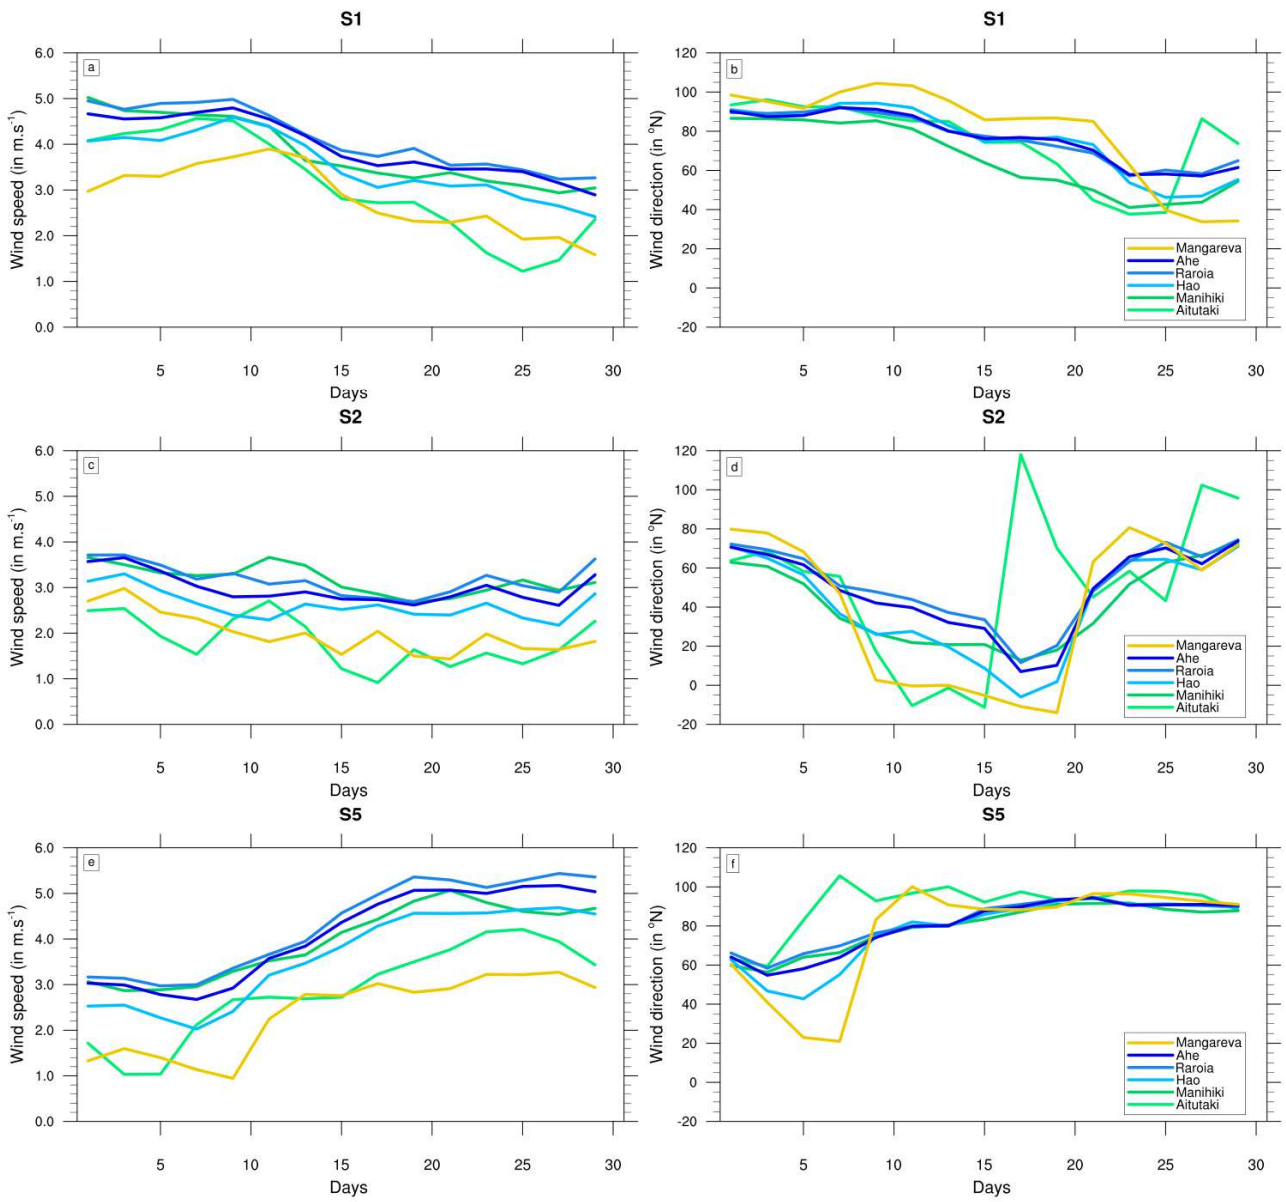 S1
S1
a
b
Wind speed (in m.s-1)
Wind direction (in oN)
6.0
5.0
4.0
3.0
2.0
1.0
0.0
120
100
80
60
40
20
0
-20
Mangareva
Ahe
Raroia
Hao
Manihiki
Aitutaki
5 10 15 20 25 30
5 10 15 20 25 30
Days
Days
S2
S2
c
d
Wind speed (in m.s-1)
Wind direction (in oN)
6.0
5.0
4.0
3.0
2.0
1.0
0.0
120
100
80
60
40
20
0
-20
Mangareva
Ahe
Raroia
Hao
Manihiki
Aitutaki
5 10 15 20 25 30
5 10 15 20 25 30
Days
Days
S5
S5
e
f
Wind speed (in m.s-1)
Wind direction (in oN)
6.0
5.0
4.0
3.0
2.0
1.0
0.0
120
100
80
60
40
20
0
-20
Mangareva
Ahe
Raroia
Hao
Manihiki
Aitutaki
5 10 15 20 25 30
5 10 15 20 25 30
Days
Days